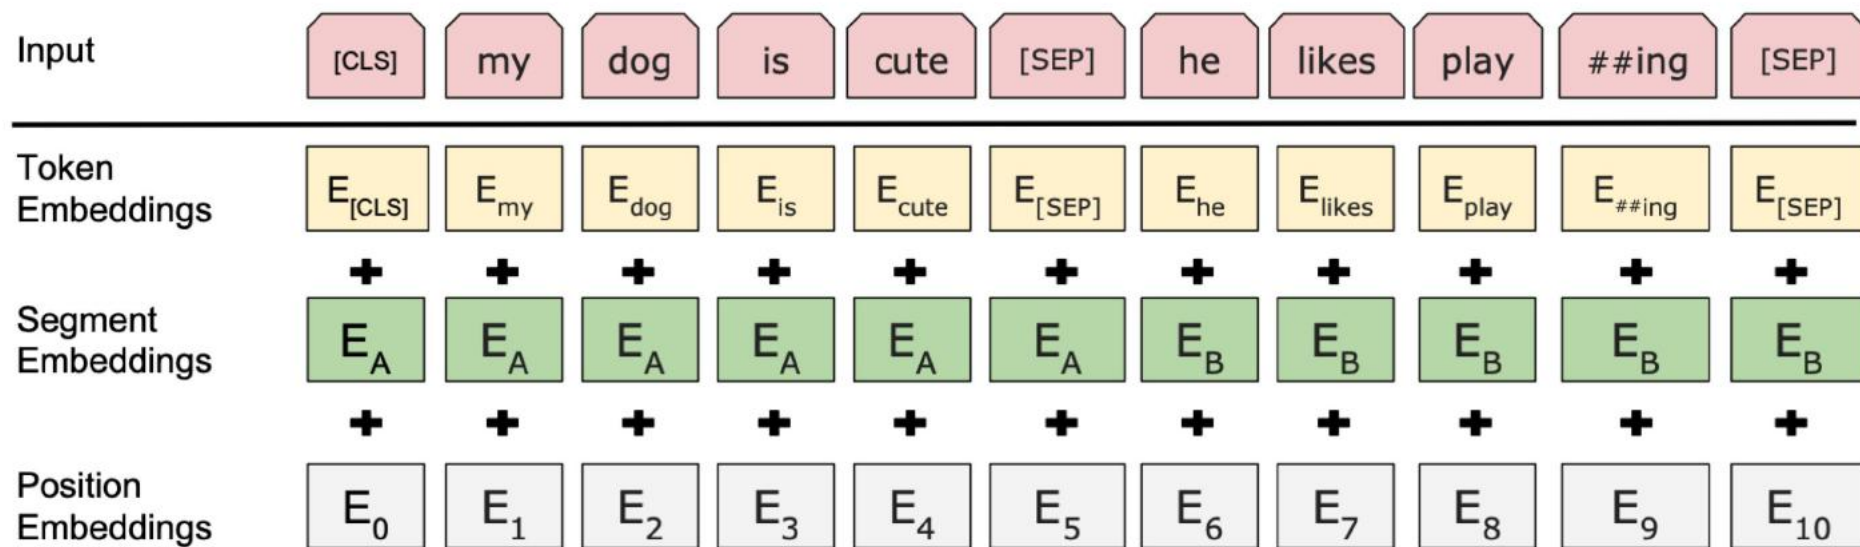 Input [CLS] my dog is cute [SEP] he likes play ##ing [SEP]
Token Embeddings E[CLS] Emy Edog Eis Ecute E[SEP] Ehe Elikes Eplay E##ing E[SEP]
+ + + + + + + + + + +
Segment Embeddings EA EA EA EA EA EA EB EB EB EB EB
+ + + + + + + + + + +
Position Embeddings E0 E1 E2 E3 E4 E5 E6 E7 E8 E9 E10